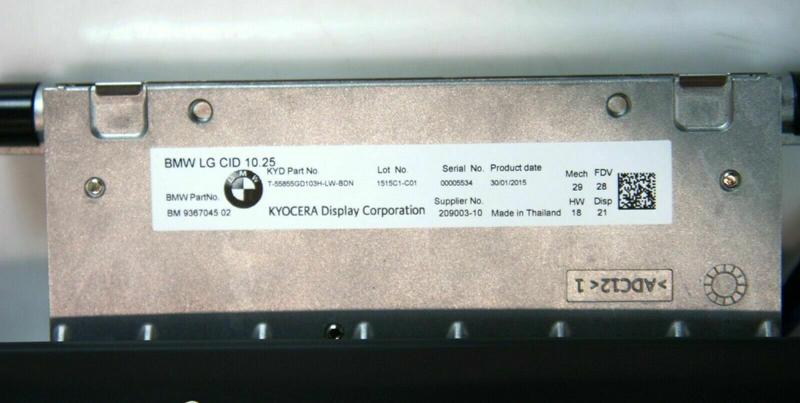 BMW LG CID 10.25
KYD Part No. Lot No. Serial No. Product date Mech FDV
T-55855GD103H-LW-BDN 1515C1-C01 00005534 30/01/2015 29 28
BMW PartNo. BMW Supplier No. HW Disp
BM 9367045 02 KYOCERA Display Corporation 209003-10 Made in Thailand 18 21
>ADC12< 1